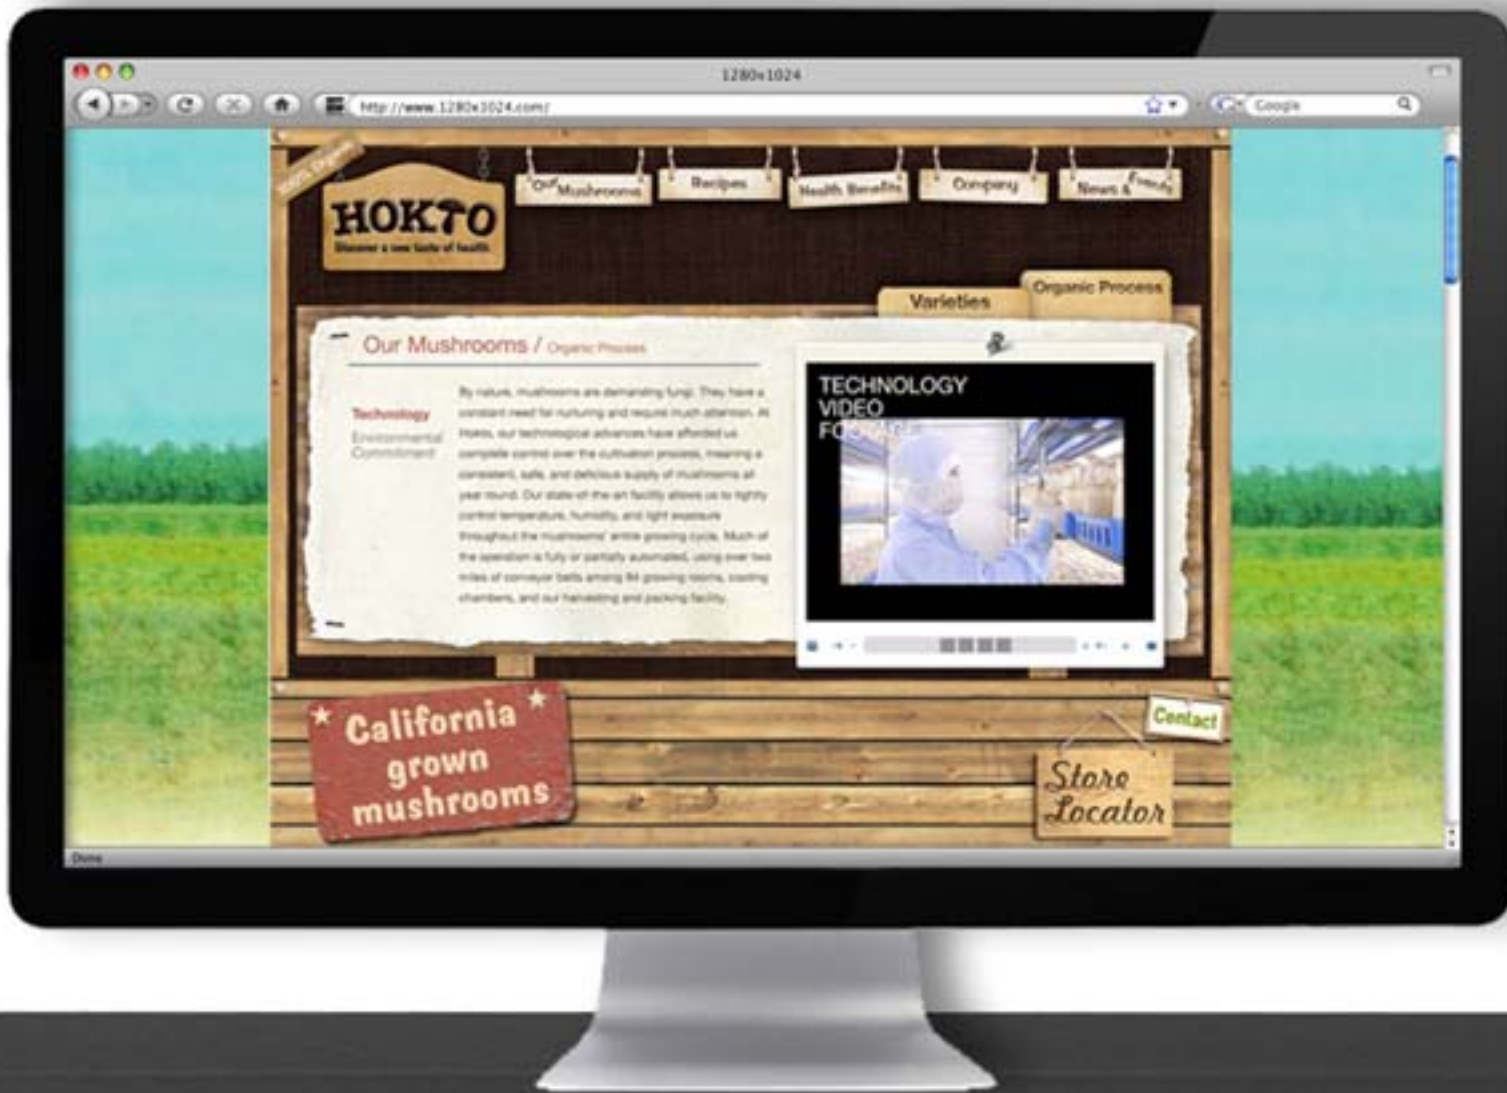 1280x1024
http://www.1280x1024.com/
Google
100% Organic
HOKTO
Discover a new taste of health.
Our Mushrooms
Recipes
Health Benefits
Company
News & Events
Varieties
Organic Process
Our Mushrooms / Organic Process
Technology
Environmental
Commitment
By nature, mushrooms are demanding fungi. They have a
constant need for nurturing and require much attention. At
Hokto, our technological advances have afforded us
complete control over the cultivation process, meaning a
consistent, safe, and delicious supply of mushrooms all
year round. Our state-of-the-art facility allows us to tightly
control temperature, humidity, and light exposure
throughout the mushrooms' entire growing cycle. Much of
the operation is fully or partially automated, using over two
miles of conveyor belts among 84 growing rooms, cooling
chambers, and our harvesting and packing facility.
TECHNOLOGY
VIDEO
California
grown
mushrooms
Contact
Store
Locator
Done